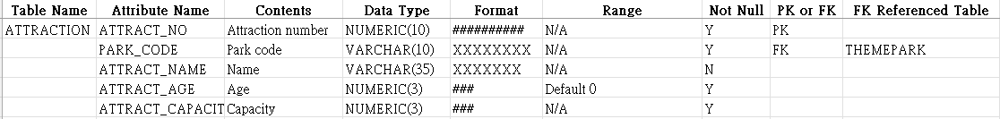 Table Name Attribute Name Contents Data Type Format Range Not Null PK or FK FK Referenced Table
ATTRACTION ATTRACT_NO Attraction number NUMERIC(10) ########## N/A Y PK
PARK_CODE Park code VARCHAR(10) XXXXXXXX N/A Y FK THEMEPARK
ATTRACT_NAME Name VARCHAR(35) XXXXXXX N/A N
ATTRACT_AGE Age NUMERIC(3) ### Default 0 Y
ATTRACT_CAPACIT Capacity NUMERIC(3) ### N/A Y